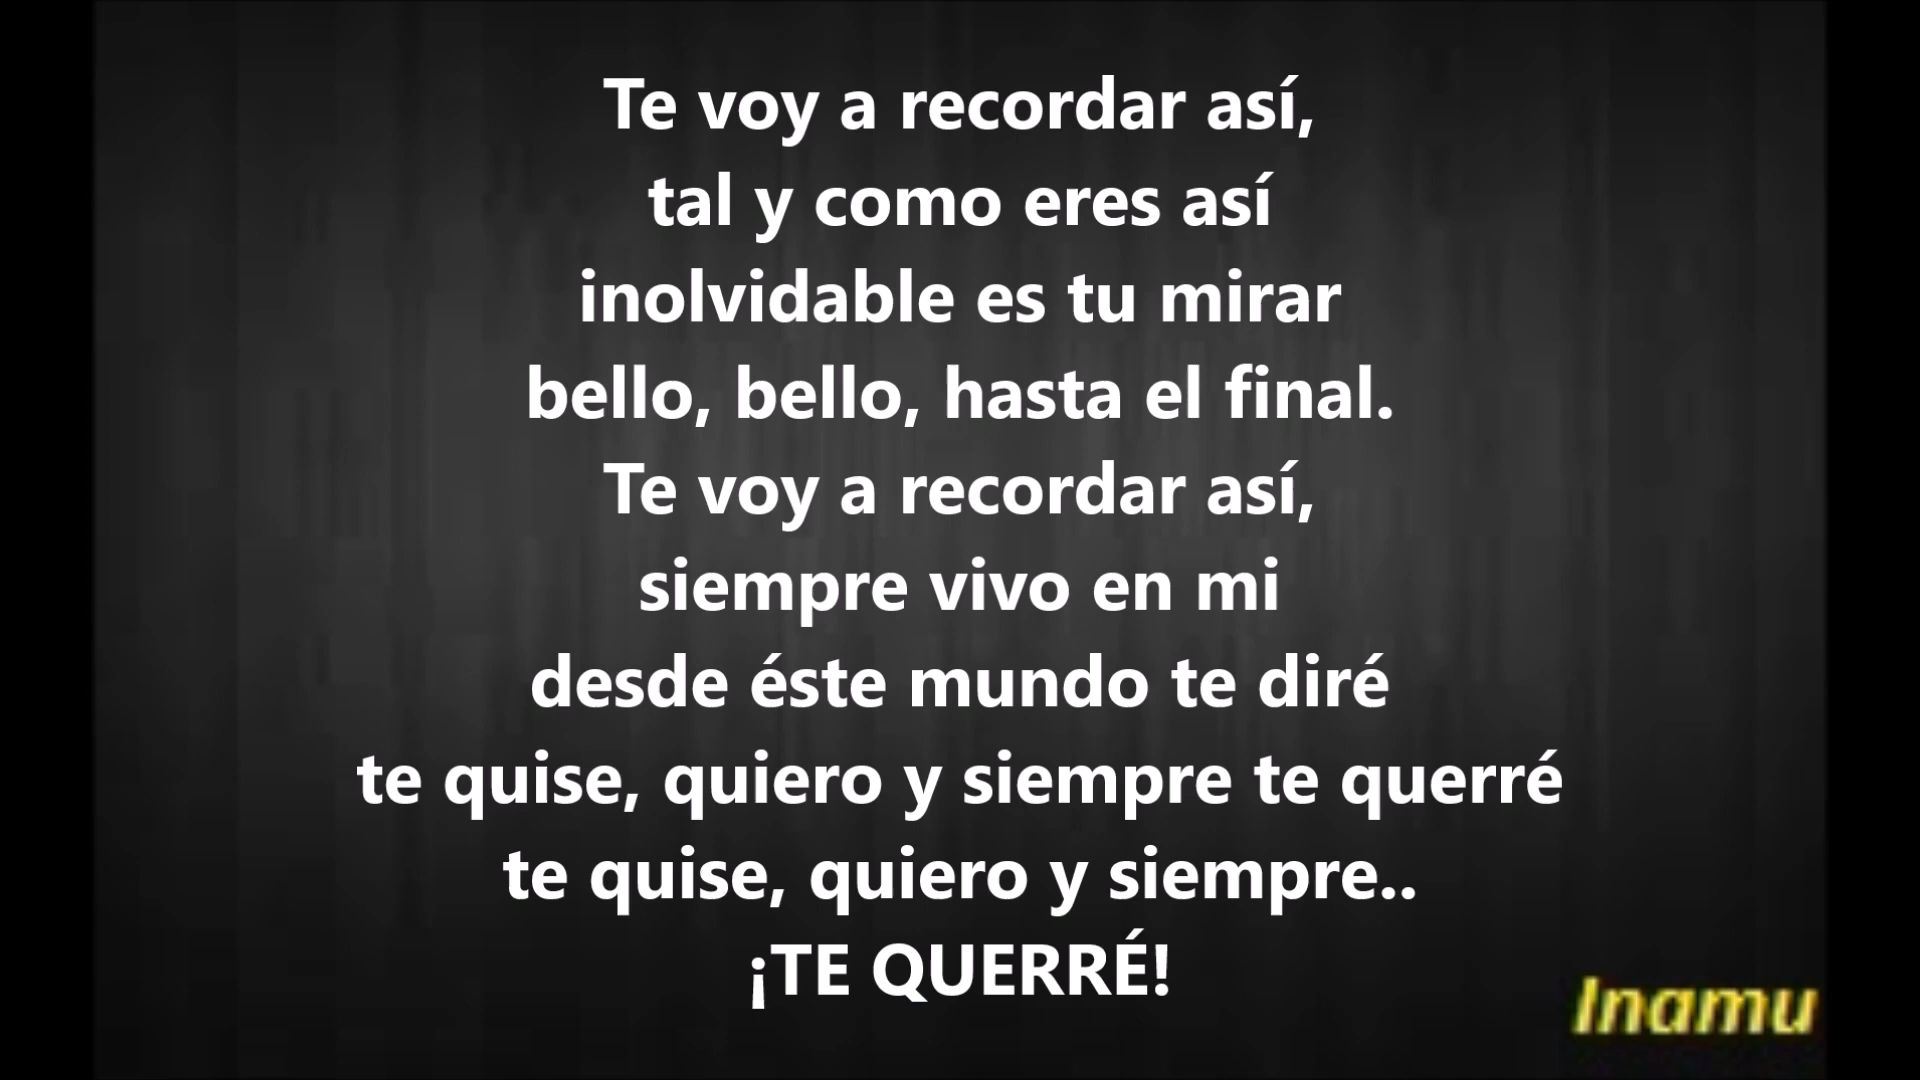 Te voy a recordar así,
tal y como eres así
inolvidable es tu mirar
bello, bello, hasta el final.
Te voy a recordar así,
siempre vivo en mi
desde éste mundo te diré
te quise, quiero y siempre te querré
te quise, quiero y siempre..
¡TE QUERRÉ!
Inamu